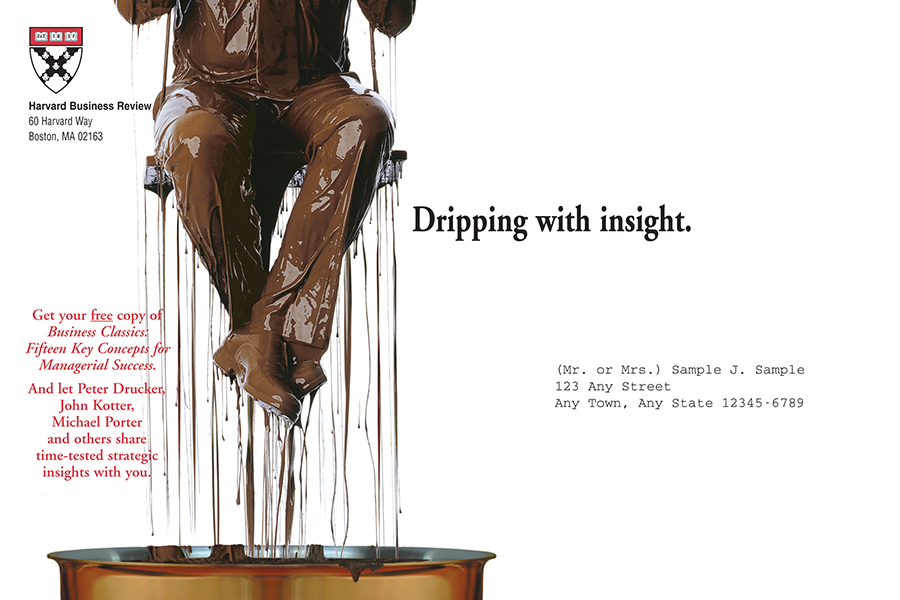 Harvard Business Review
60 Harvard Way
Boston, MA 02163
Dripping with insight.
Get your free copy of
Business Classics:
Fifteen Key Concepts for
Managerial Success.
And let Peter Drucker,
John Kotter,
Michael Porter
and others share
time-tested strategic
insights with you.
(Mr. or Mrs.) Sample J. Sample
123 Any Street
Any Town, Any State 12345-6789